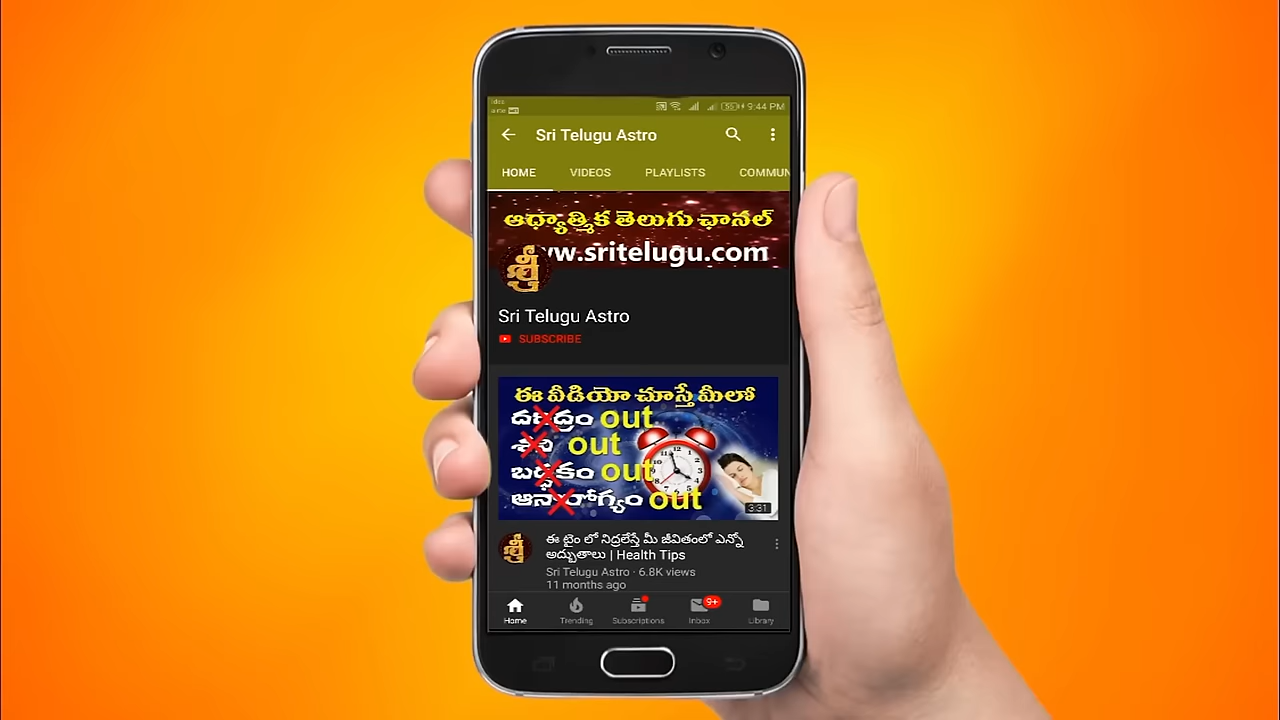 9:44 PM
Sri Telugu Astro
HOME VIDEOS PLAYLISTS COMMUN
ఆధ్యాత్మిక తెలుగు ఛానల్
w.sritelugu.com
శ్రీ
Sri Telugu Astro
SUBSCRIBE
ఈ వీడియో చూస్తే మీలో
out
out
out
out
3:31
ఈ టైం లో నిద్రలేస్తే మీ జీవితంలో ఎన్నో
అద్భుతాలు | Health Tips
శ్రీ
Sri Telugu Astro · 6.8K views
11 months ago
9+
Home Trending Subscriptions Inbox Library